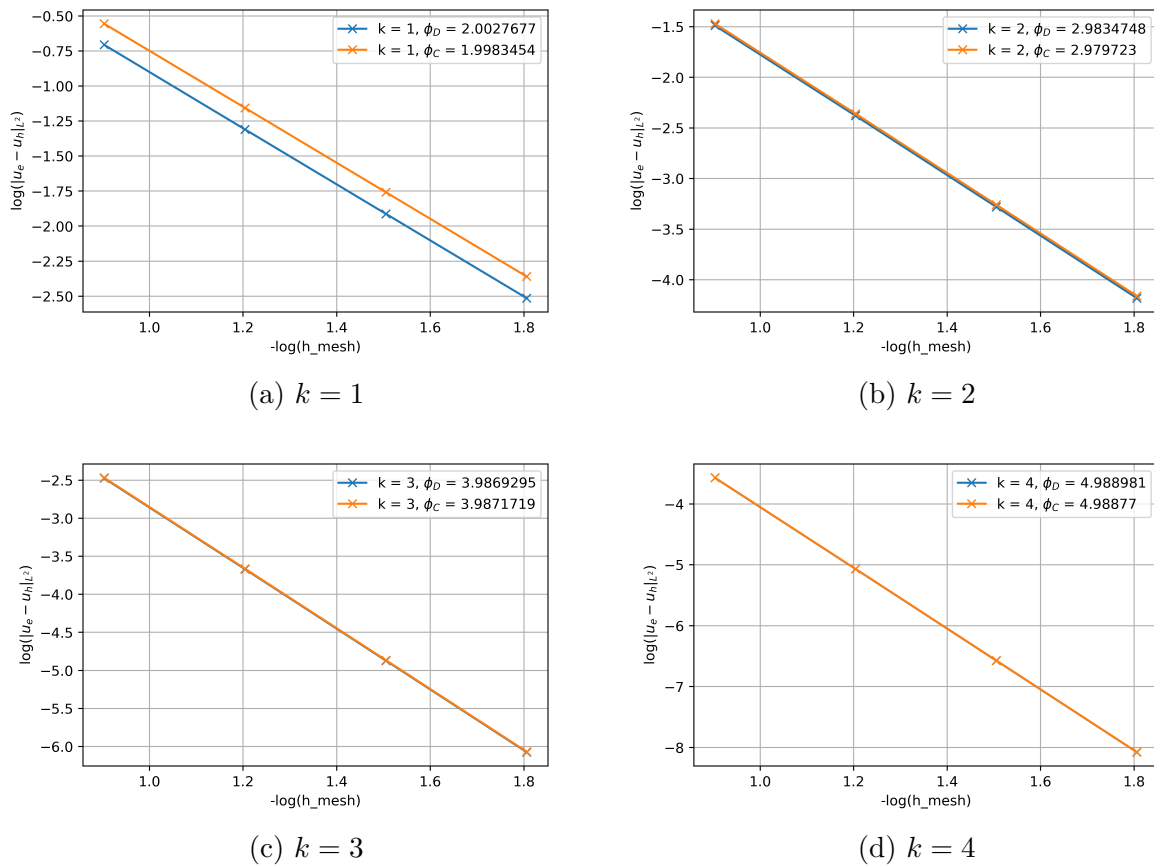 −0.50
−0.75
−1.00
−1.25
−1.50
−1.75
−2.00
−2.25
−2.50
log(|u_e − u_h|_{L^2})
k = 1, ϕ_D = 2.0027677
k = 1, ϕ_C = 1.9983454
1.0 1.2 1.4 1.6 1.8
-log(h_mesh)
(a) k = 1
−1.5
−2.0
−2.5
−3.0
−3.5
−4.0
log(|u_e − u_h|_{L^2})
k = 2, ϕ_D = 2.9834748
k = 2, ϕ_C = 2.979723
1.0 1.2 1.4 1.6 1.8
-log(h_mesh)
(b) k = 2
−2.5
−3.0
−3.5
−4.0
−4.5
−5.0
−5.5
−6.0
log(|u_e − u_h|_{L^2})
k = 3, ϕ_D = 3.9869295
k = 3, ϕ_C = 3.9871719
1.0 1.2 1.4 1.6 1.8
-log(h_mesh)
(c) k = 3
−4
−5
−6
−7
−8
log(|u_e − u_h|_{L^2})
k = 4, ϕ_D = 4.988981
k = 4, ϕ_C = 4.98877
1.0 1.2 1.4 1.6 1.8
-log(h_mesh)
(d) k = 4